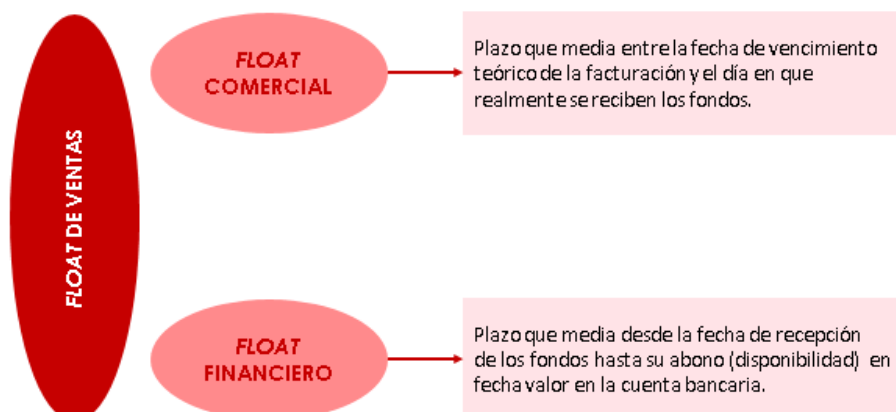 FLOAT DE VENTAS
FLOAT
COMERCIAL
Plazo que media entre la fecha de vencimiento
teórico de la facturación y el día en que
realmente se reciben los fondos.
FLOAT
FINANCIERO
Plazo que media desde la fecha de recepción
de los fondos hasta su abono (disponibilidad) en
fecha valor en la cuenta bancaria.